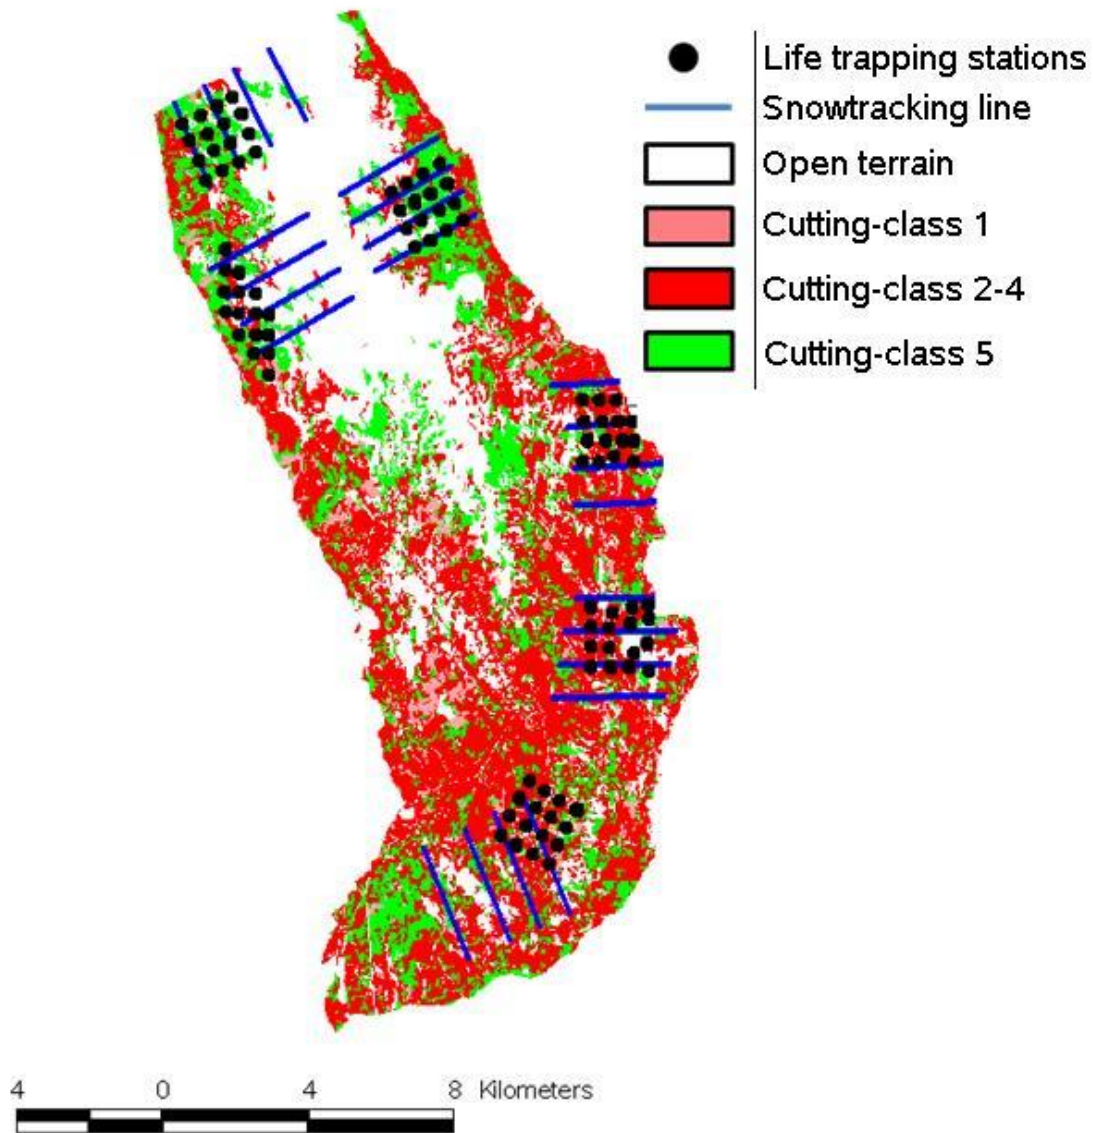 Life trapping stations
Snowtracking line
Open terrain
Cutting-class 1
Cutting-class 2-4
Cutting-class 5
4 0 4 8 Kilometers